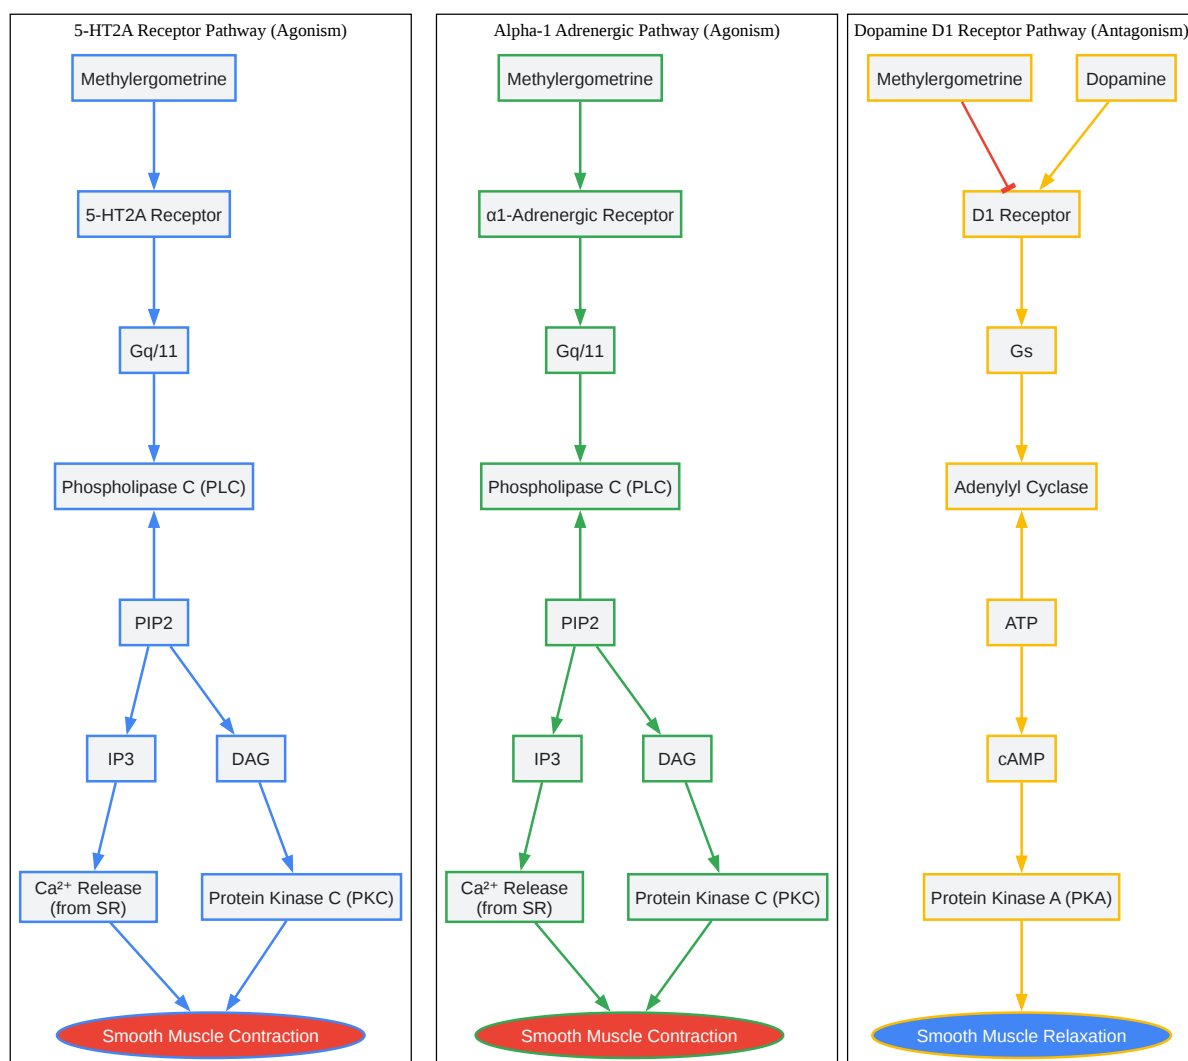 5-HT2A Receptor Pathway (Agonism)
Methylergometrine
5-HT2A Receptor
Gq/11
Phospholipase C (PLC)
PIP2
IP3
DAG
Ca²⁺ Release
(from SR)
Protein Kinase C (PKC)
Smooth Muscle Contraction
Alpha-1 Adrenergic Pathway (Agonism)
Methylergometrine
α1-Adrenergic Receptor
Gq/11
Phospholipase C (PLC)
PIP2
IP3
DAG
Ca²⁺ Release
(from SR)
Protein Kinase C (PKC)
Smooth Muscle Contraction
Dopamine D1 Receptor Pathway (Antagonism)
Methylergometrine
Dopamine
D1 Receptor
Gs
Adenylyl Cyclase
ATP
cAMP
Protein Kinase A (PKA)
Smooth Muscle Relaxation